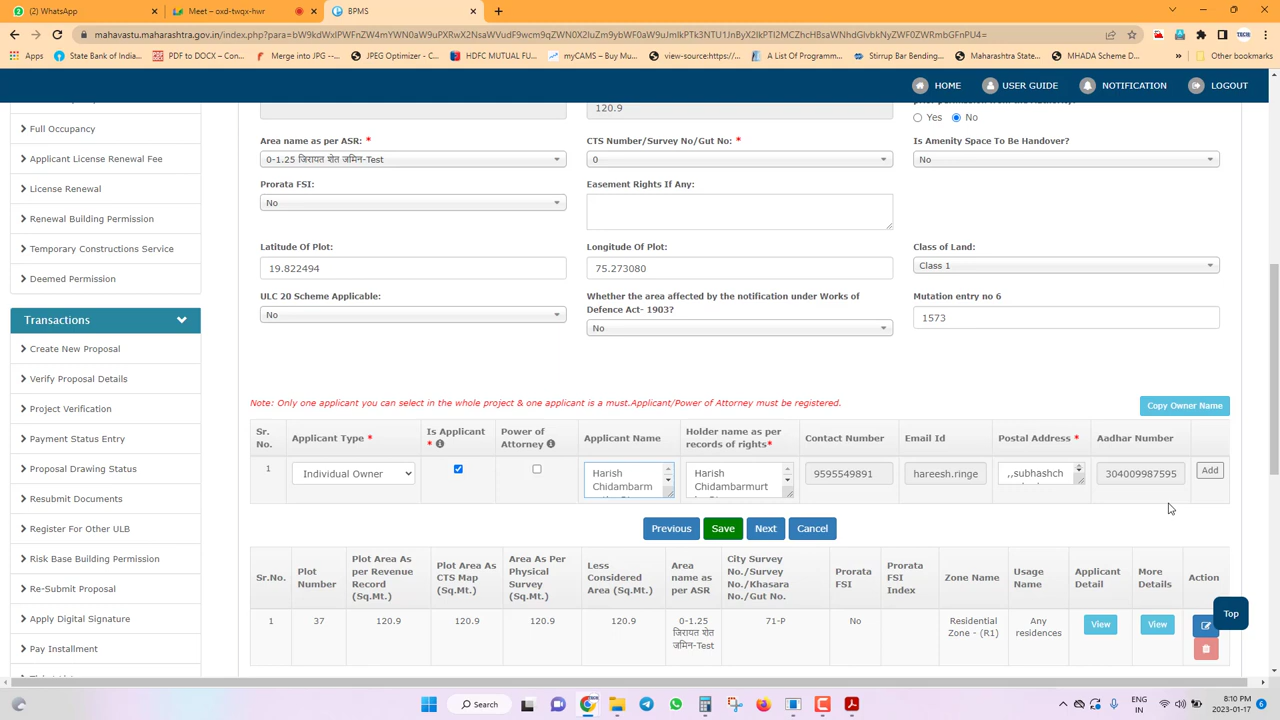 (2) WhatsApp
Meet – oxd-twqx-hwr
BPMS
mahavastu.maharashtra.gov.in/index.php?
Apps
State Bank of India
PDF to DOCX – Con...
Merge into JPG --...
JPEG Optimizer - C...
HDFC MUTUAL FU...
myCAMS – Buy Mu...
view-source:https:/...
A List Of Programm...
Stirrup Bar Bending...
Maharashtra State...
MHADA Scheme D...
Other bookmarks
HOME
USER GUIDE
NOTIFICATION
LOGOUT
Full Occupancy
Applicant License Renewal Fee
License Renewal
Renewal Building Permission
Temporary Constructions Service
Deemed Permission
Transactions
Create New Proposal
Verify Proposal Details
Project Verification
Payment Status Entry
Proposal Drawing Status
Resubmit Documents
Register For Other ULB
Risk Base Building Permission
Re-Submit Proposal
Apply Digital Signature
Pay Installment
120.9
Yes No
Area name as per ASR: *
0-1.25 जिरायत शेत जमिन-Test
CTS Number/Survey No/Gut No: *
0
Is Amenity Space To Be Handover?
No
Prorata FSI:
No
Easement Rights If Any:
Latitude Of Plot:
19.822494
Longitude Of Plot:
75.273080
Class of Land:
Class 1
ULC 20 Scheme Applicable:
No
Whether the area affected by the notification under Works of
Defence Act- 1903?
No
Mutation entry no 6
1573
Note: Only one applicant you can select in the whole project & one applicant is a must.Applicant/Power of Attorney must be registered.
Copy Owner Name
Sr. No.
Applicant Type *
Is Applicant *
Power of Attorney
Applicant Name
Holder name as per records of rights*
Contact Number
Email Id
Postal Address *
Aadhar Number
1
Individual Owner
Harish
Chidambarm
Harish
Chidambarmurt
9595549891
hareesh.ringe
,,subhashch
304009987595
Add
Previous
Save
Next
Cancel
Sr.No.
Plot Number
Plot Area As per Revenue Record (Sq.Mt.)
Plot Area As CTS Map (Sq.Mt.)
Area As Per Physical Survey (Sq.Mt.)
Less Considered Area (Sq.Mt.)
Area name as per ASR
City Survey No./Survey No./Khasara No./Gut No.
Prorata FSI
Prorata FSI Index
Zone Name
Usage Name
Applicant Detail
More Details
Action
1
37
120.9
120.9
120.9
120.9
0-1.25 जिरायत शेत जमिन-Test
71-P
No
Residential Zone - (R1)
Any residences
View
View
Top
Search
ENG
IN
8:10 PM
2023-01-17
6